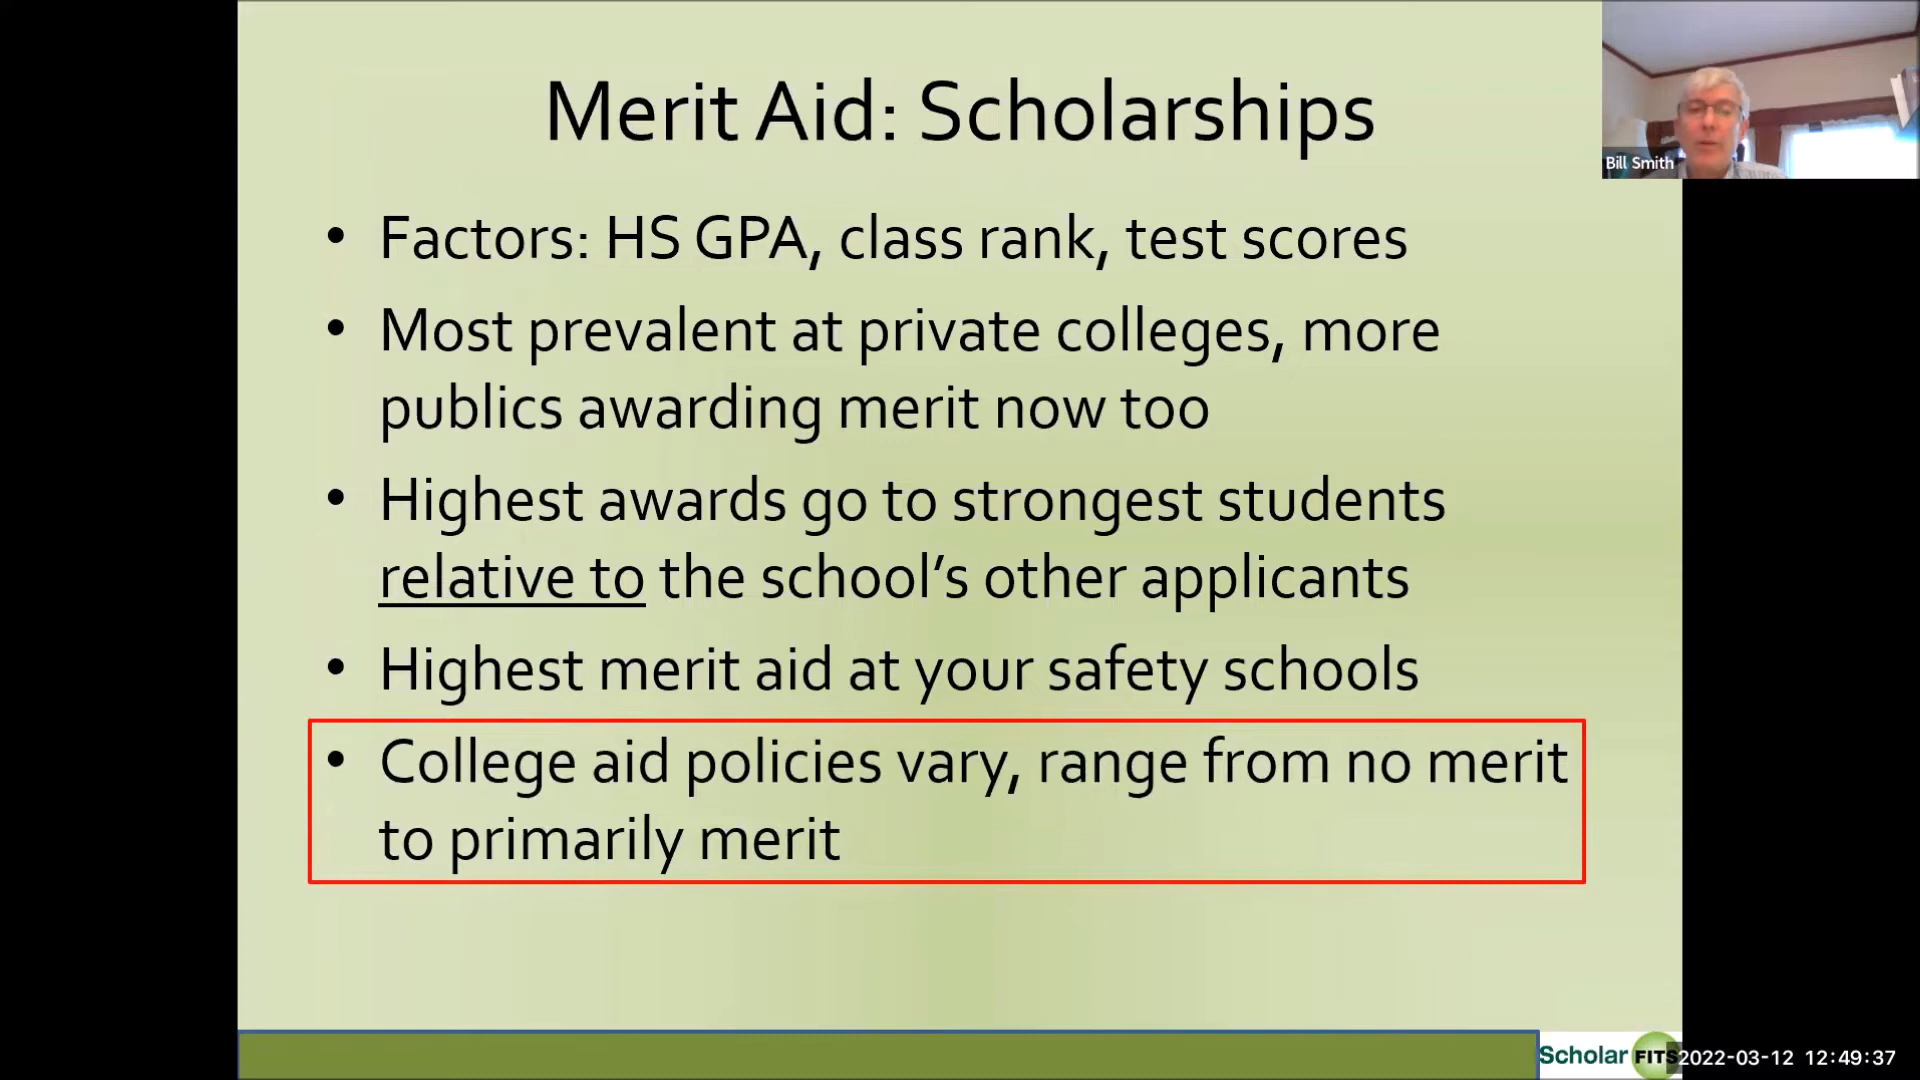 Merit Aid: Scholarships
Bill Smith
• Factors: HS GPA, class rank, test scores
• Most prevalent at private colleges, more
publics awarding merit now too
• Highest awards go to strongest students
relative to the school’s other applicants
• Highest merit aid at your safety schools
• College aid policies vary, range from no merit
to primarily merit
Scholar FITS
2022-03-12 12:49:37